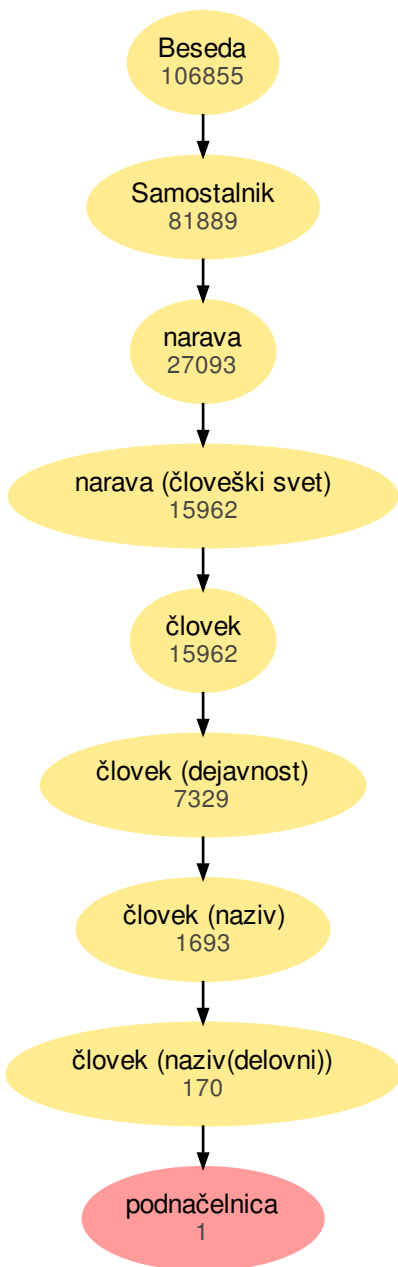 Beseda
106855
Samostalnik
81889
narava
27093
narava (človeški svet)
15962
človek
15962
človek (dejavnost)
7329
človek (naziv)
1693
človek (naziv(delovni))
170
podnačelnica
1